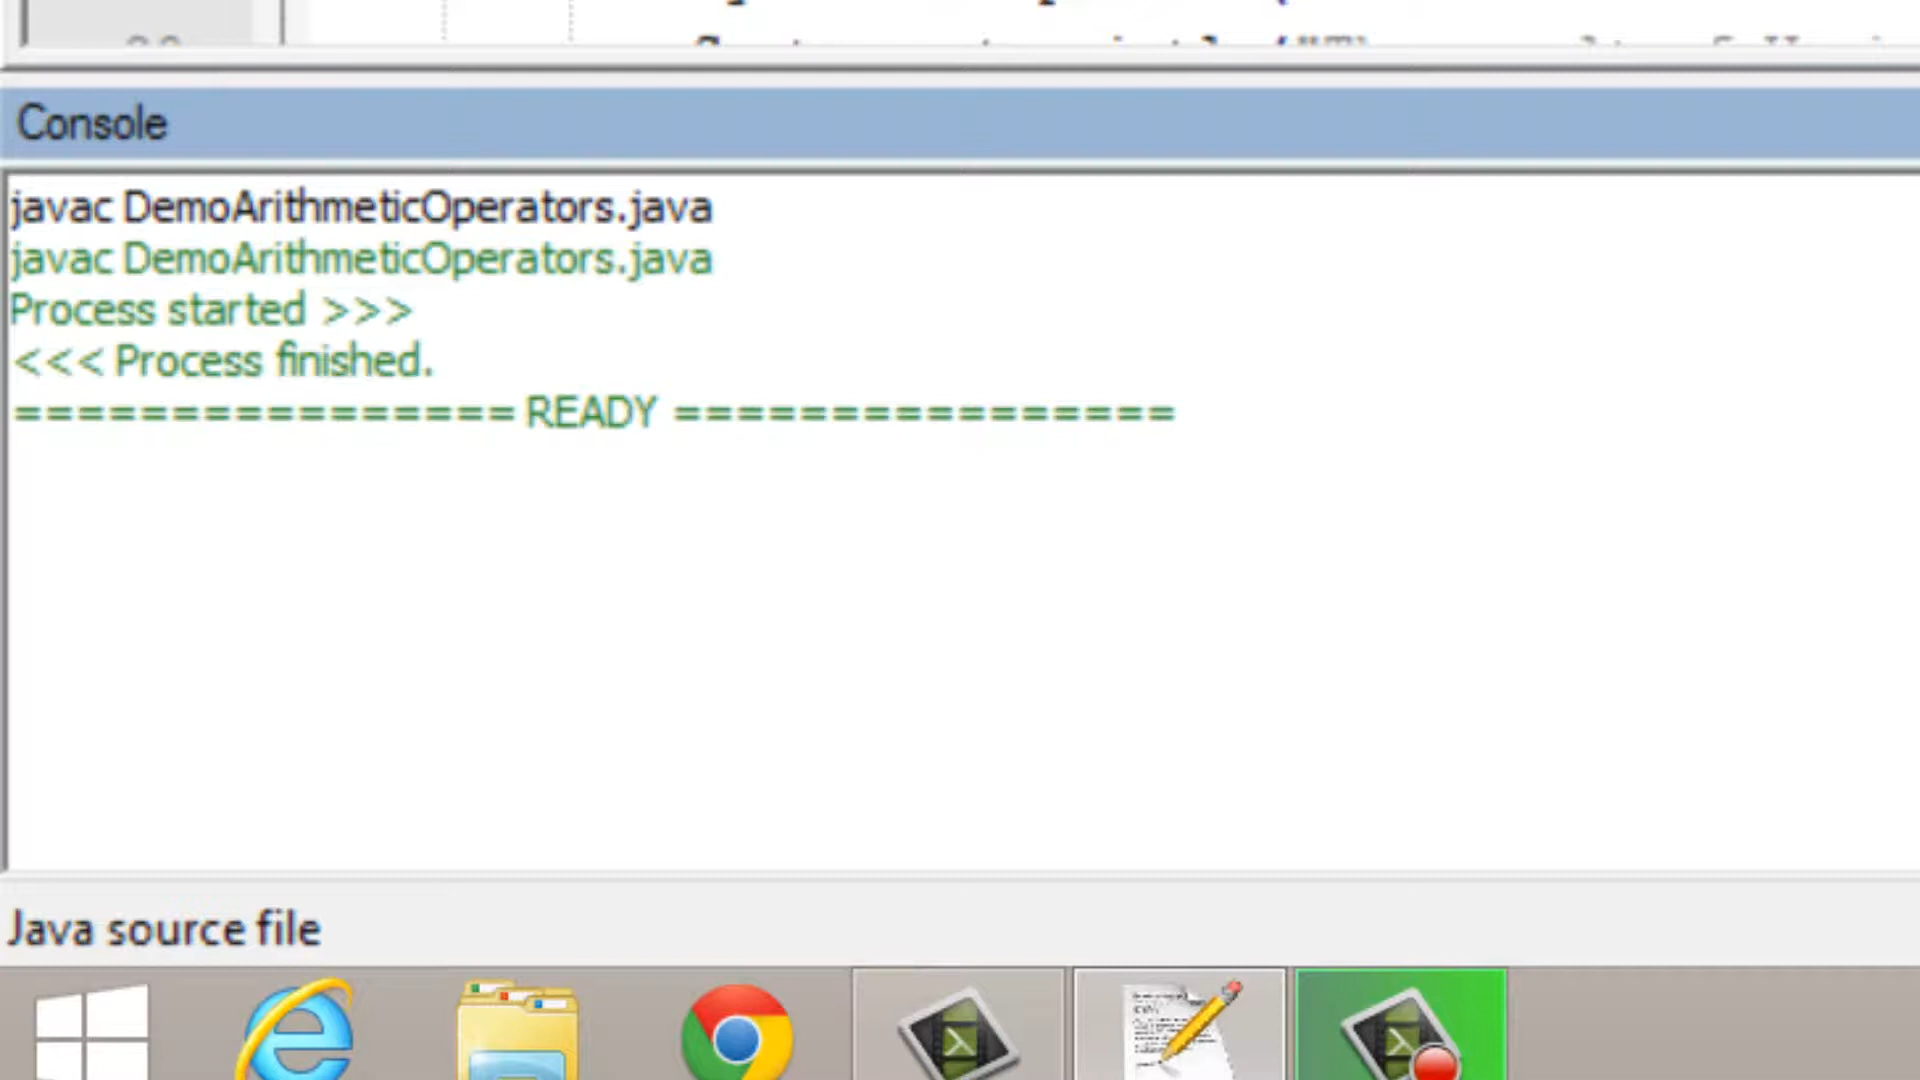 Console
javac DemoArithmeticOperators.java
javac DemoArithmeticOperators.java
Process started >>>
<<< Process finished.
================ READY ================
Java source file